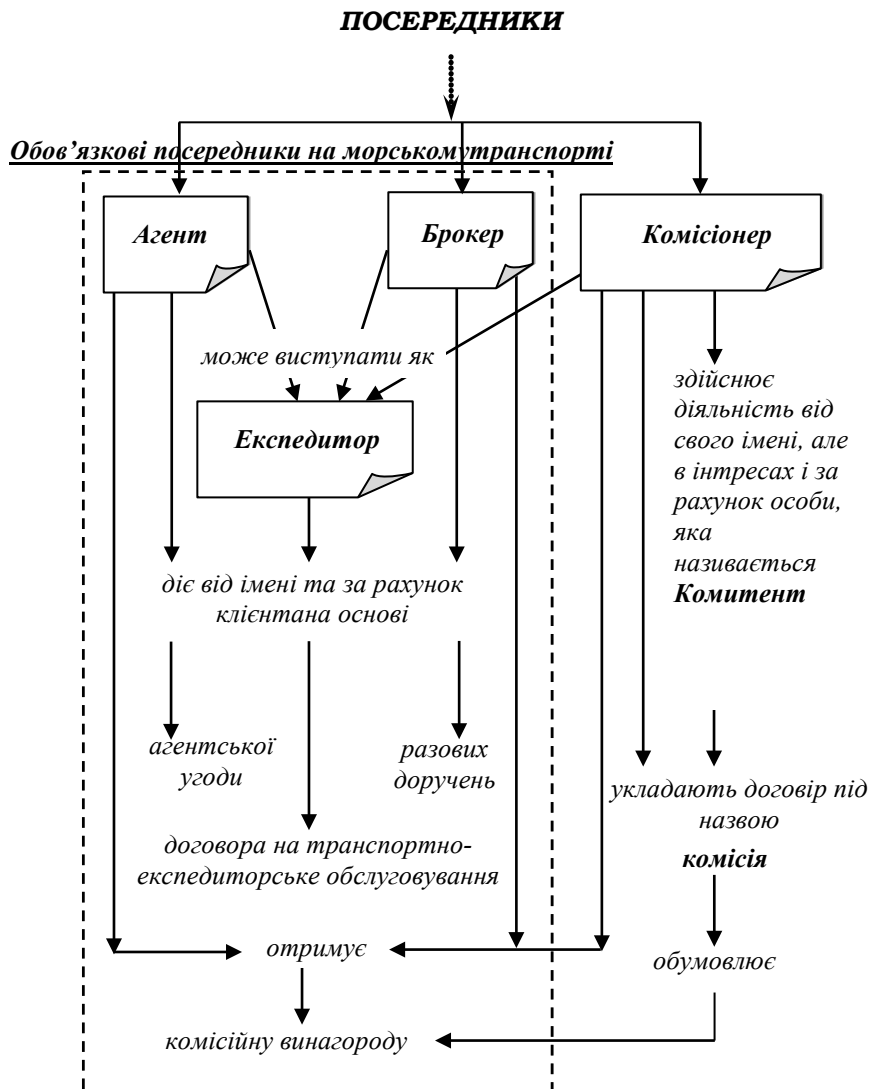 ПОСЕРЕДНИКИ
Обов’язкові посередники на морськомутранспорті
Агент
Брокер
Комісіонер
може виступати як
Експедитор
здійснює
діяльність від
свого імені, але
в інтресах і за
рахунок особи,
яка
називається
Комитент
діє від імені та за рахунок
клієнтана основі
агентської
угоди
разових
доручень
укладають договір під
назвою
комісія
договора на транспортно-
експедиторське обслуговування
отримує
обумовлює
комісійну винагороду